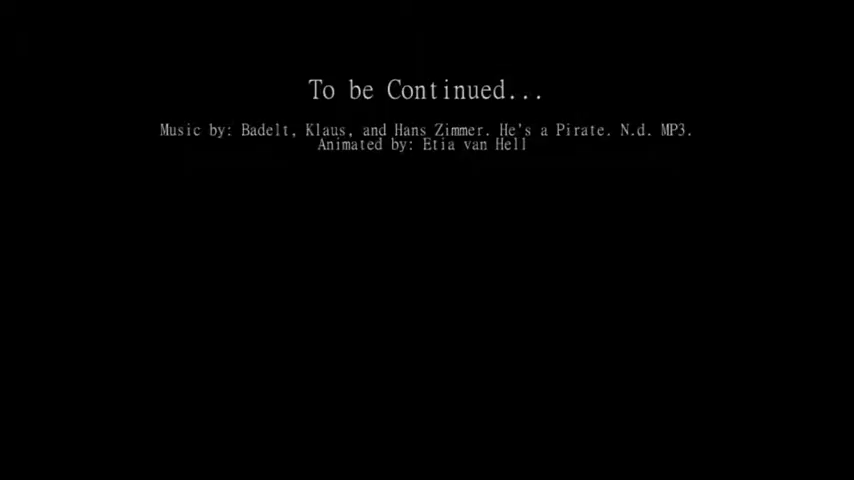 To be Continued...
Music by: Badelt, Klaus, and Hans Zimmer. He's a Pirate. N.d. MP3.
Animated by: Etia van Hell